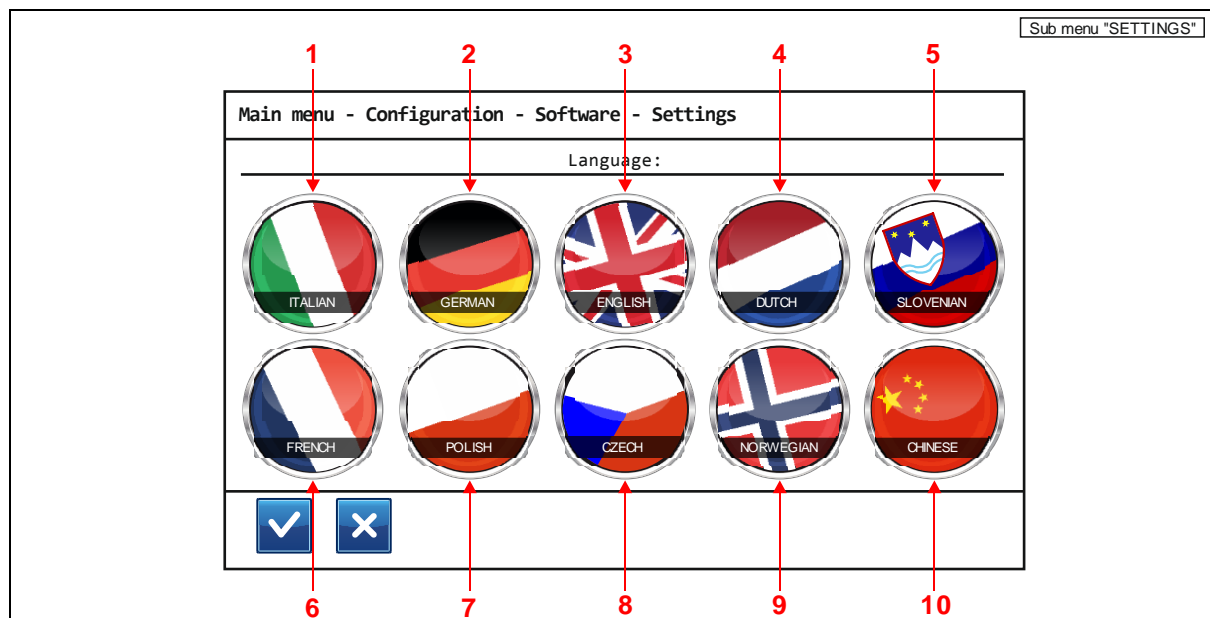 Sub menu "SETTINGS"
1 2 3 4 5
Main menu - Configuration - Software - Settings
Language:
ITALIAN GERMAN ENGLISH DUTCH SLOVENIAN
FRENCH POLISH CZECH NORWEGIAN CHINESE
6 7 8 9 10